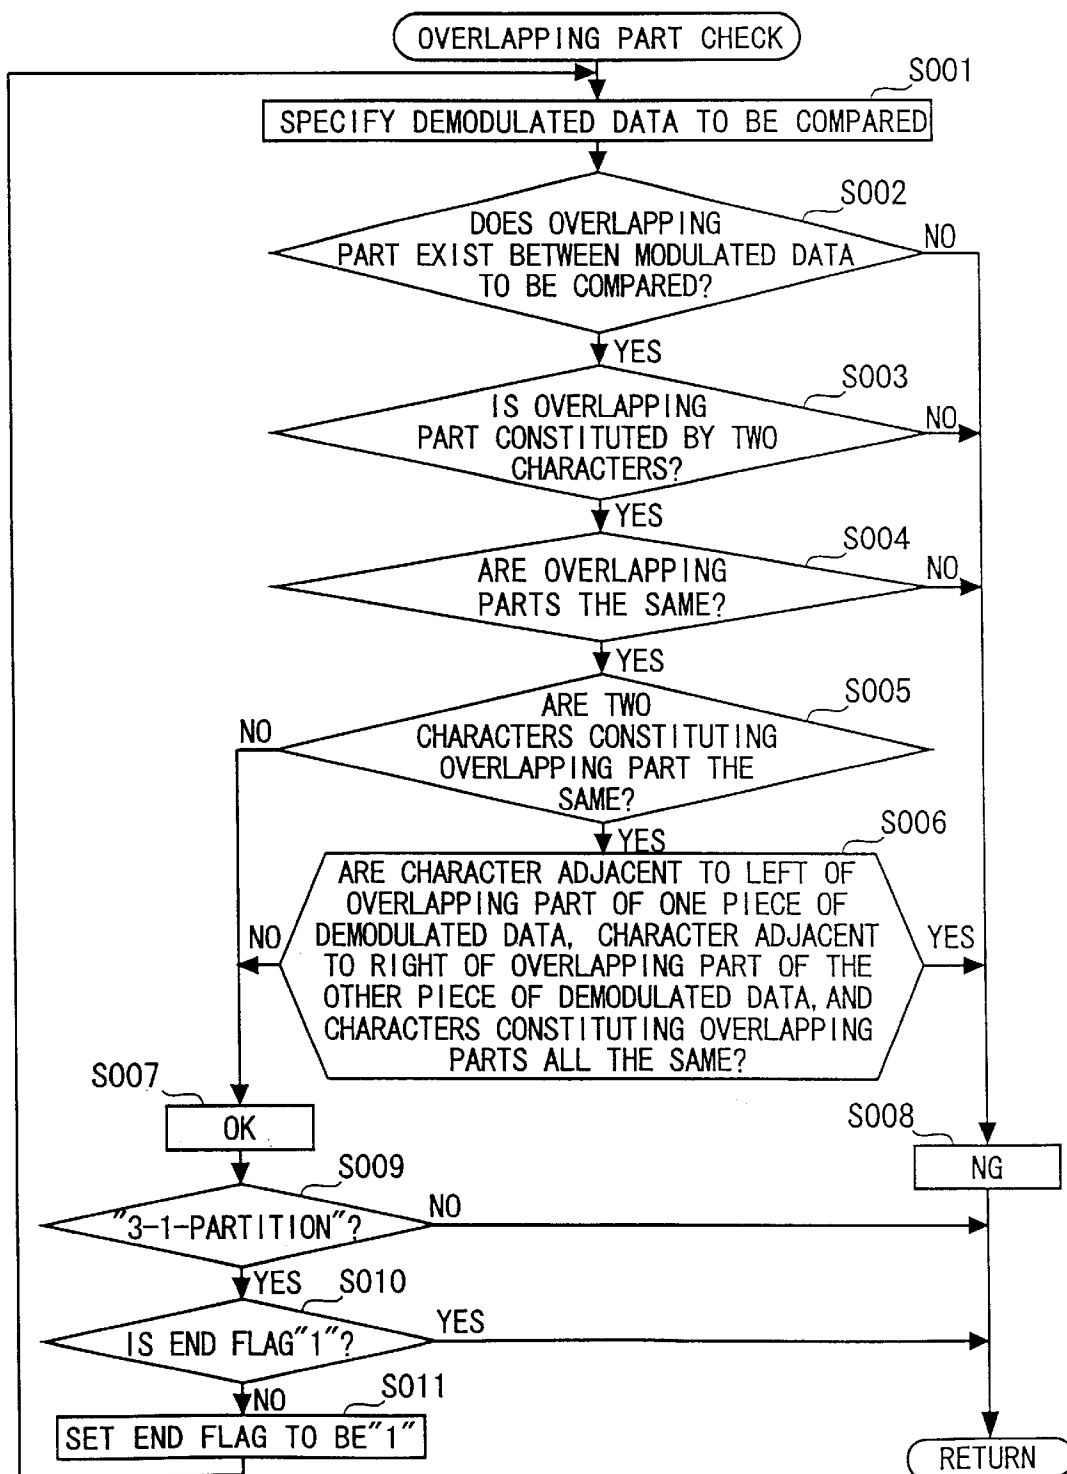 OVERLAPPING PART CHECK
S001
SPECIFY DEMODULATED DATA TO BE COMPARED
S002
DOES OVERLAPPING
PART EXIST BETWEEN MODULATED DATA
TO BE COMPARED?
NO
YES
S003
IS OVERLAPPING
PART CONSTITUTED BY TWO
CHARACTERS?
NO
YES
S004
ARE OVERLAPPING
PARTS THE SAME?
NO
YES
S005
ARE TWO
CHARACTERS CONSTITUTING
OVERLAPPING PART THE
SAME?
NO
YES
S006
ARE CHARACTER ADJACENT TO LEFT OF
OVERLAPPING PART OF ONE PIECE OF
DEMODULATED DATA, CHARACTER ADJACENT
TO RIGHT OF OVERLAPPING PART OF THE
OTHER PIECE OF DEMODULATED DATA, AND
CHARACTERS CONSTITUTING OVERLAPPING
PARTS ALL THE SAME?
NO
YES
S007
OK
S008
NG
S009
"3-1-PARTITION"?
NO
YES
S010
IS END FLAG"1"?
YES
NO
S011
SET END FLAG TO BE"1"
RETURN